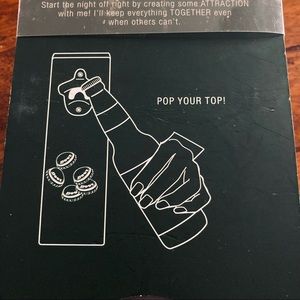 Start the night off right by creating some ATTRACTION
with me! I'll keep everything TOGETHER even
when others can't.
POP YOUR TOP!